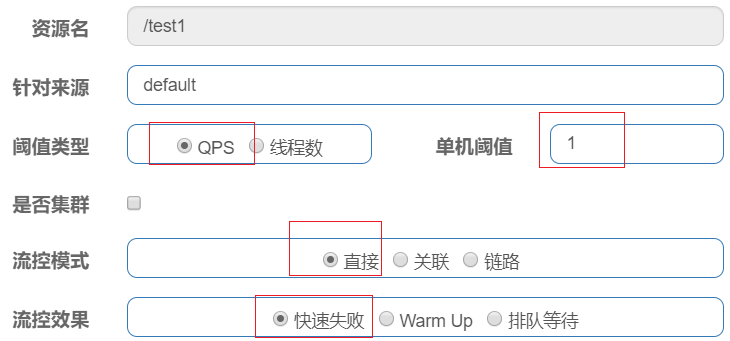 资源名 /test1
针对来源 default
阈值类型 QPS 线程数 单机阈值 1
是否集群
流控模式 直接 关联 链路
流控效果 快速失败 Warm Up 排队等待